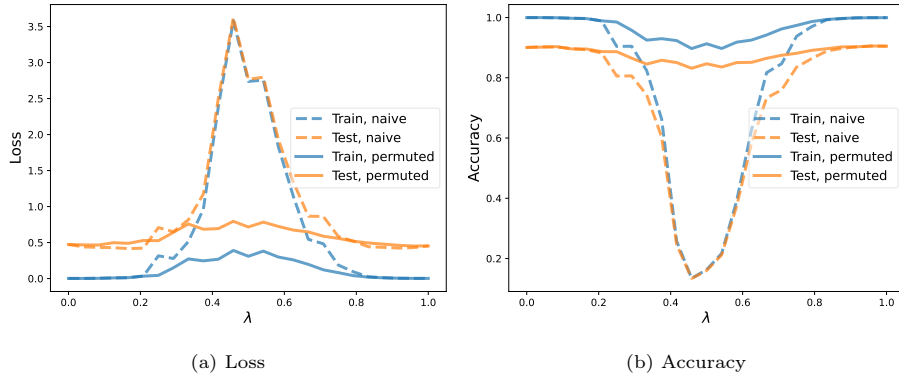 Loss
3.5
3.0
2.5
2.0
1.5
1.0
0.5
0.0
0.0 0.2 0.4 0.6 0.8 1.0
λ
Train, naive
Test, naive
Train, permuted
Test, permuted
(a) Loss
Accuracy
1.0
0.8
0.6
0.4
0.2
0.0 0.2 0.4 0.6 0.8 1.0
λ
Train, naive
Test, naive
Train, permuted
Test, permuted
(b) Accuracy